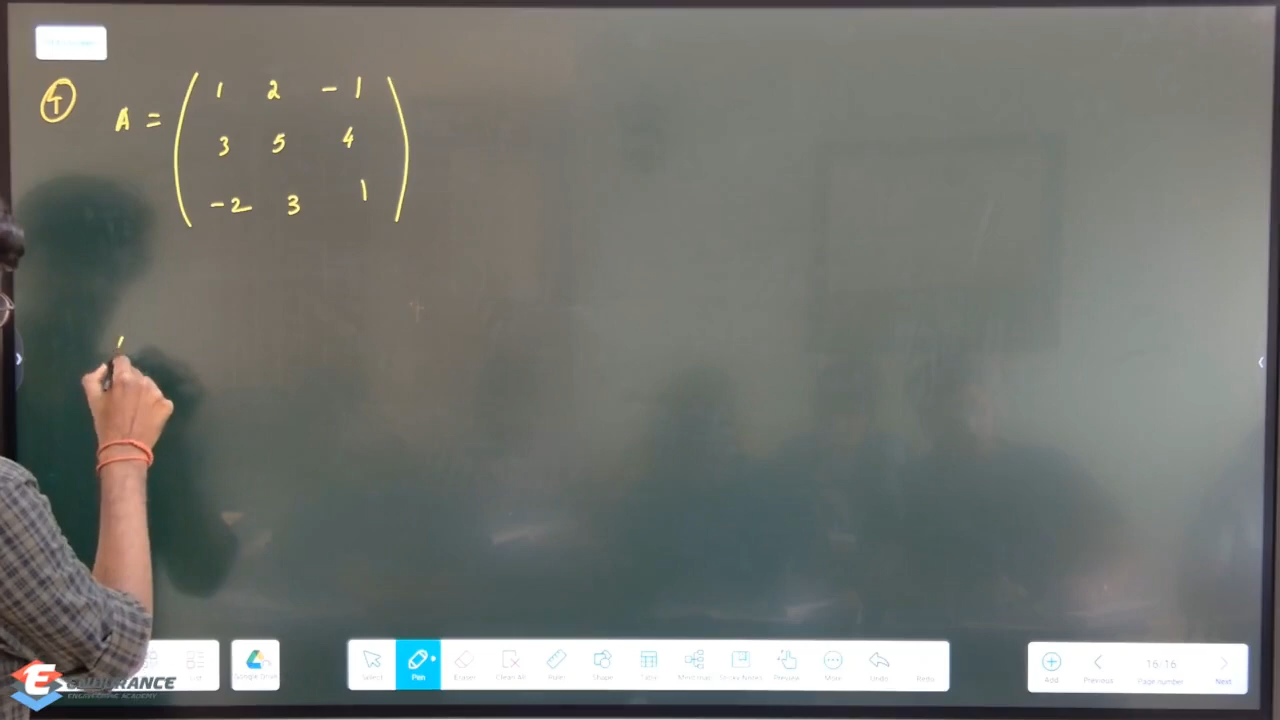 4 A = ( 1 2 - 1
3 5 4
-2 3 1 )
Select Pen Eraser Clean All Ruler Shape Table Mind map Sticky Notes Preview More Undo Redo
Google Drive
Add Previous 16/16 Page number Next
ENDURANCE
ENGINEERING ACADEMY